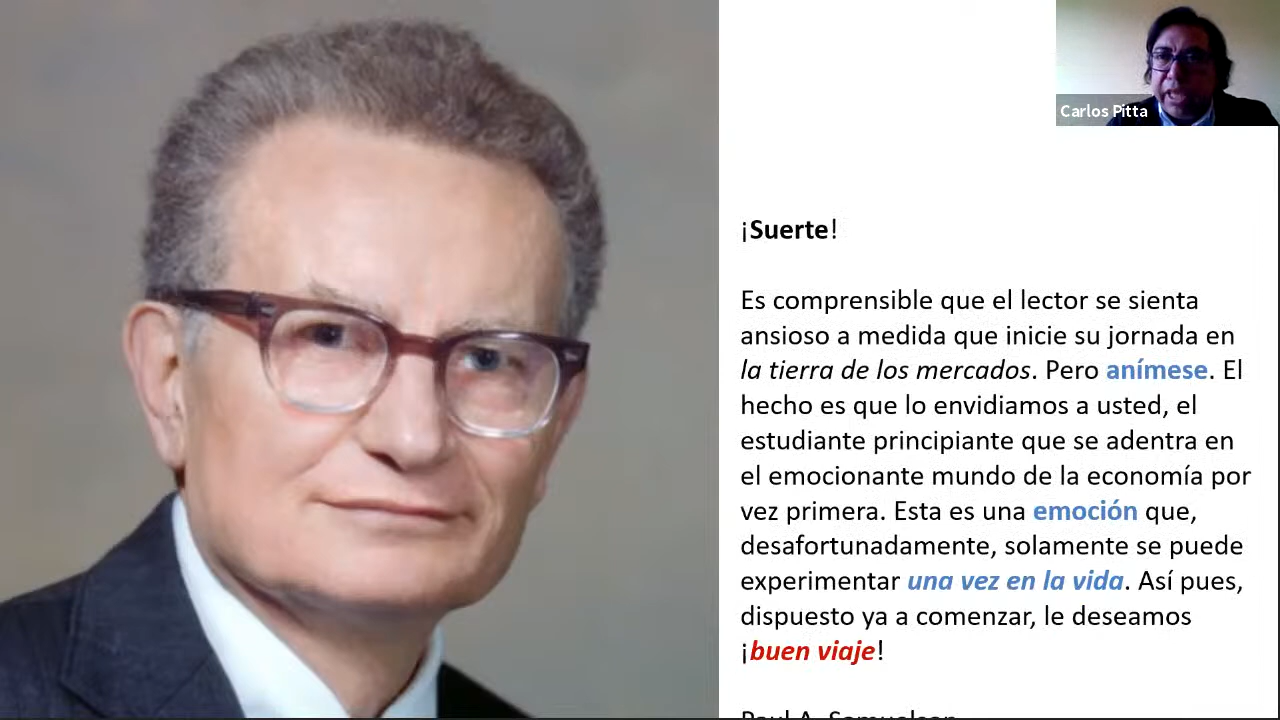 Carlos Pitta
¡Suerte!
Es comprensible que el lector se sienta
ansioso a medida que inicie su jornada en
la tierra de los mercados. Pero anímese. El
hecho es que lo envidiamos a usted, el
estudiante principiante que se adentra en
el emocionante mundo de la economía por
vez primera. Esta es una emoción que,
desafortunadamente, solamente se puede
experimentar una vez en la vida. Así pues,
dispuesto ya a comenzar, le deseamos
¡buen viaje!
Paul A. Samuelson